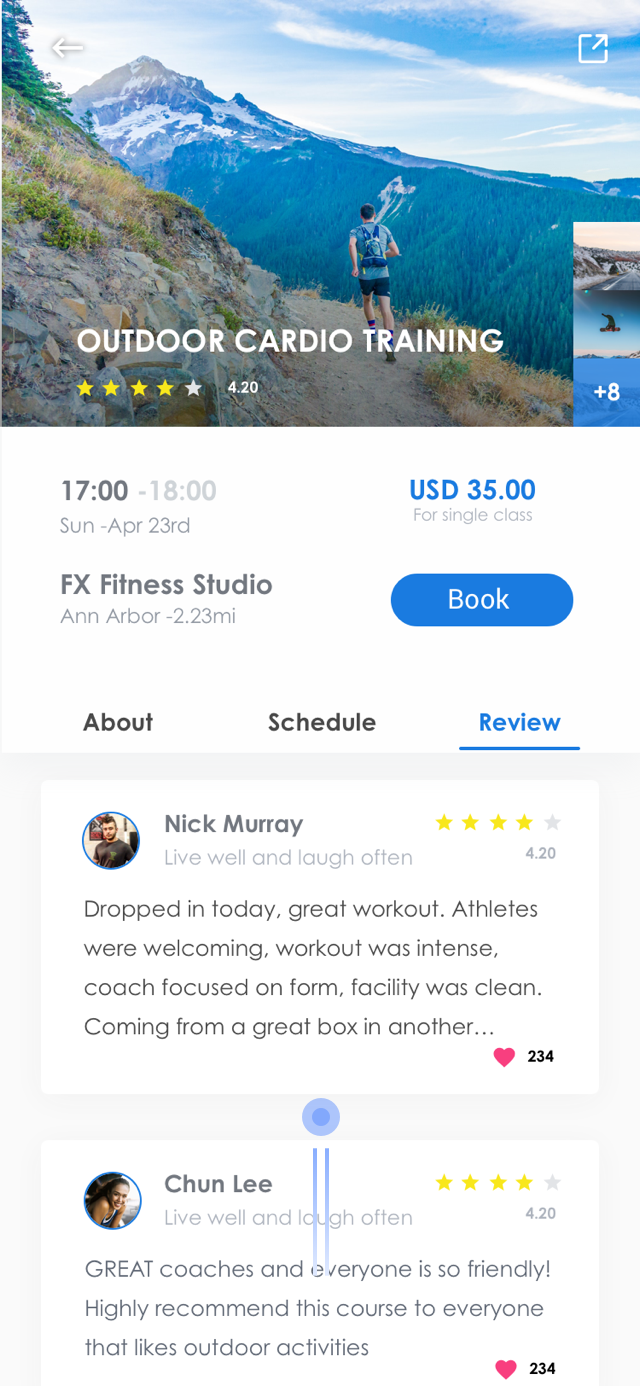 OUTDOOR CARDIO TRAINING
4.20
+8
17:00 -18:00
USD 35.00
Sun -Apr 23rd
For single class
FX Fitness Studio
Ann Arbor -2.23mi
Book
About
Schedule
Review
Nick Murray
Live well and laugh often
4.20
Dropped in today, great workout. Athletes
were welcoming, workout was intense,
coach focused on form, facility was clean.
Coming from a great box in another...
234
Chun Lee
Live well and laugh often
4.20
GREAT coaches and everyone is so friendly!
Highly recommend this course to everyone
that likes outdoor activities
234